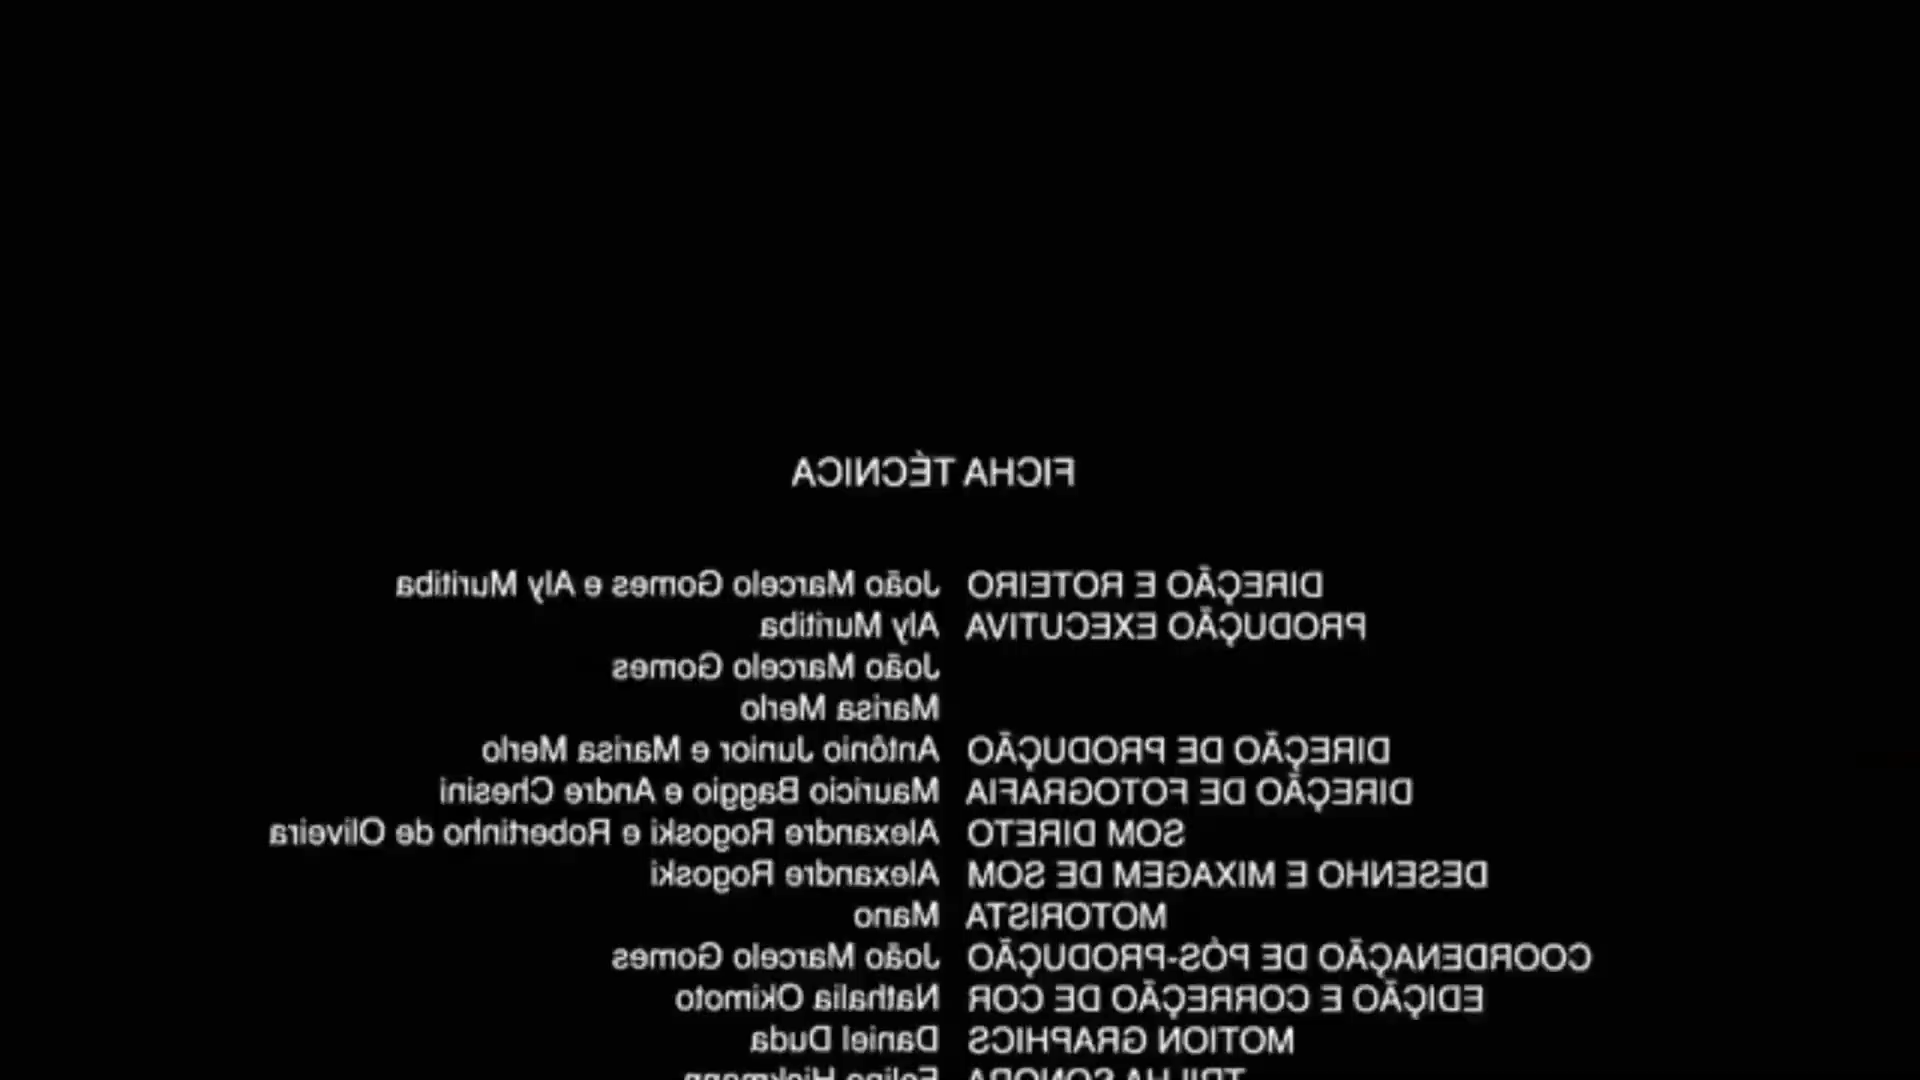 FICHA TÉCNICA
DIREÇÃO E ROTEIRO João Marcelo Gomes e Aly Muritiba
PRODUÇÃO EXECUTIVA Aly Muritiba
João Marcelo Gomes
Marisa Merlo
DIREÇÃO DE PRODUÇÃO Antônio Junior e Marisa Merlo
DIREÇÃO DE FOTOGRAFIA Mauricio Baggio e Andre Chesini
SOM DIRETO Alexandre Rogoski e Robertinho de Oliveira
DESENHO E MIXAGEM DE SOM Alexandre Rogoski
MOTORISTA Mano
COORDENAÇÃO DE PÓS-PRODUÇÃO João Marcelo Gomes
EDIÇÃO E CORREÇÃO DE COR Nathalia Okimoto
MOTION GRAPHICS Daniel Duda
TRILHA SONORA Felipe